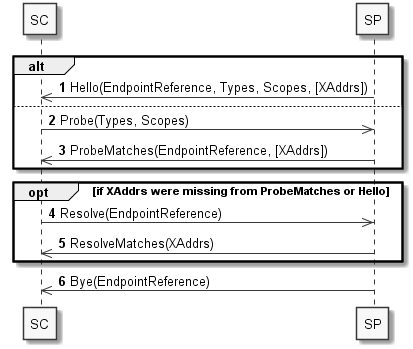 SC SP
alt
1 Hello(EndpointReference, Types, Scopes, [XAddrs])
2 Probe(Types, Scopes)
3 ProbeMatches(EndpointReference, [XAddrs])
opt [if XAddrs were missing from ProbeMatches or Hello]
4 Resolve(EndpointReference)
5 ResolveMatches(XAddrs)
6 Bye(EndpointReference)
SC SP